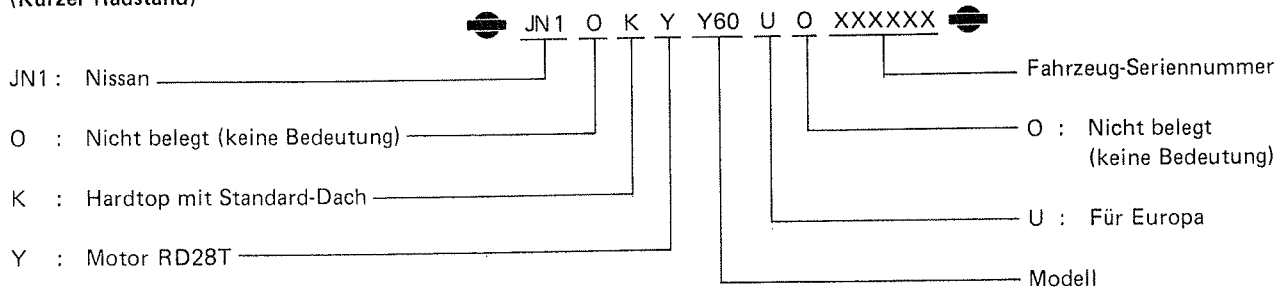 (Kurzer Radstand)
JN1 O K Y Y60 U O XXXXXX
JN1 : Nissan
Fahrzeug-Seriennummer
O : Nicht belegt (keine Bedeutung)
O : Nicht belegt
(keine Bedeutung)
K : Hardtop mit Standard-Dach
U : Für Europa
Y : Motor RD28T
Modell